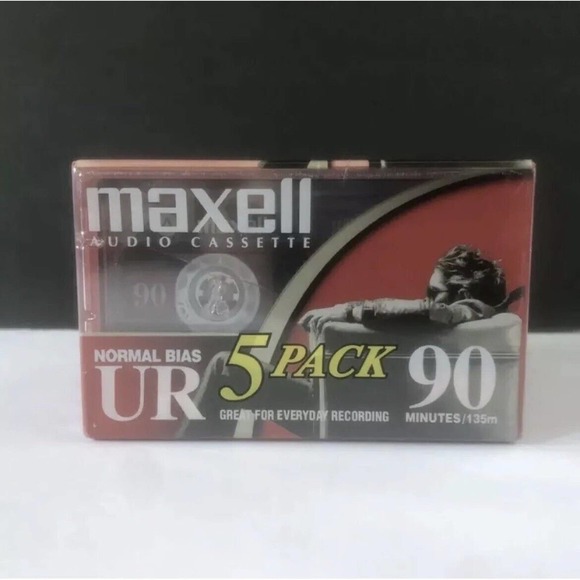 maxell
AUDIO CASSETTE
90
NORMAL BIAS
UR
5 PACK
GREAT FOR EVERYDAY RECORDING
90
MINUTES/135m